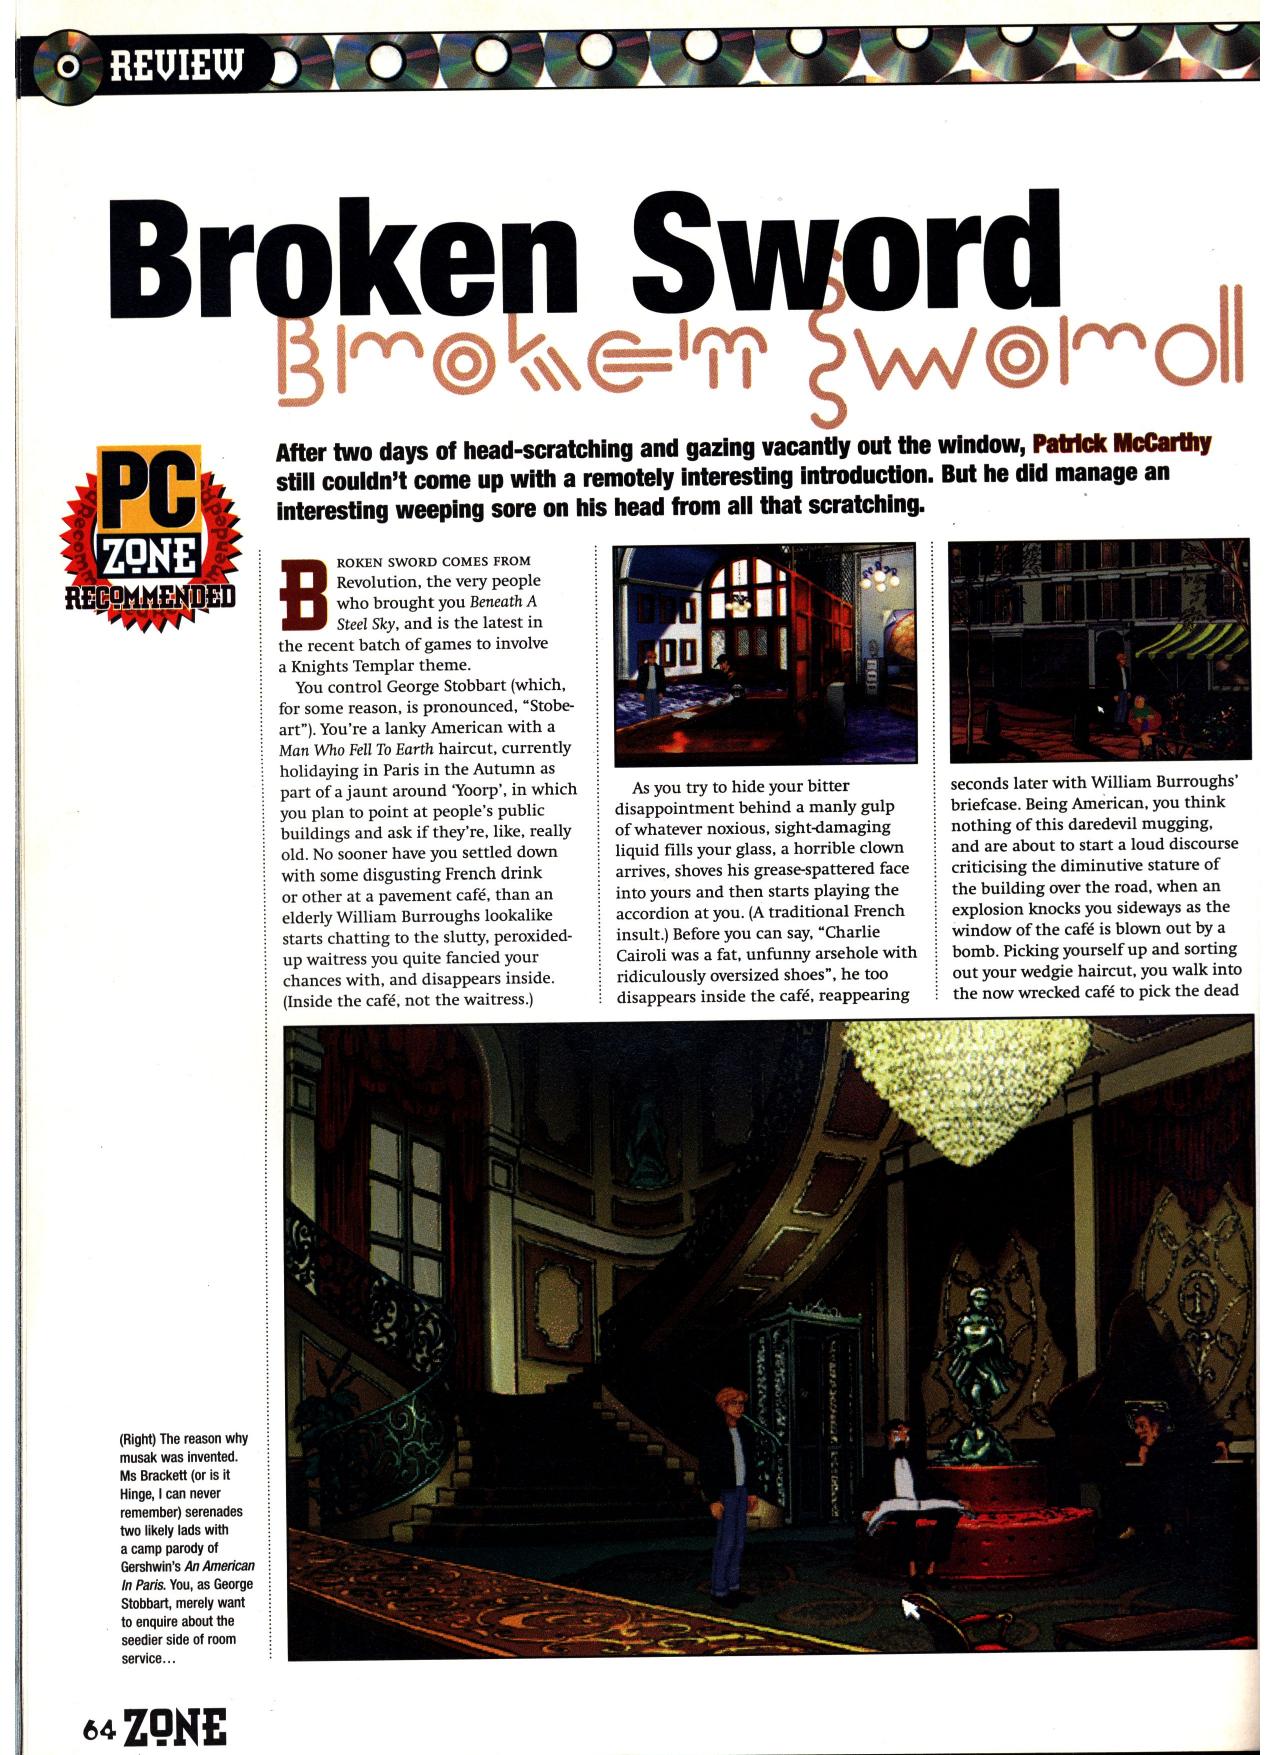 REVIEW
Broken Sword
Broken Sword
PC
ZONE
RECOMMENDED
After two days of head-scratching and gazing vacantly out the window, Patrick McCarthy
still couldn't come up with a remotely interesting introduction. But he did manage an
interesting weeping sore on his head from all that scratching.
BROKEN SWORD COMES FROM
Revolution, the very people
who brought you Beneath A
Steel Sky, and is the latest in
the recent batch of games to involve
a Knights Templar theme.
You control George Stobbart (which,
for some reason, is pronounced, "Stobe-
art"). You're a lanky American with a
Man Who Fell To Earth haircut, currently
holidaying in Paris in the Autumn as
part of a jaunt around 'Yoorp', in which
you plan to point at people's public
buildings and ask if they're, like, really
old. No sooner have you settled down
with some disgusting French drink
or other at a pavement café, than an
elderly William Burroughs lookalike
starts chatting to the slutty, peroxided-
up waitress you quite fancied your
chances with, and disappears inside.
(Inside the café, not the waitress.)
As you try to hide your bitter
disappointment behind a manly gulp
of whatever noxious, sight-damaging
liquid fills your glass, a horrible clown
arrives, shoves his grease-spattered face
into yours and then starts playing the
accordion at you. (A traditional French
insult.) Before you can say, "Charlie
Cairoli was a fat, unfunny arsehole with
ridiculously oversized shoes", he too
disappears inside the café, reappearing
seconds later with William Burroughs'
briefcase. Being American, you think
nothing of this daredevil mugging,
and are about to start a loud discourse
criticising the diminutive stature of
the building over the road, when an
explosion knocks you sideways as the
window of the café is blown out by a
bomb. Picking yourself up and sorting
out your wedgie haircut, you walk into
the now wrecked café to pick the dead
(Right) The reason why
musak was invented.
Ms Brackett (or is it
Hinge, I can never
remember) serenades
two likely lads with
a camp parody of
Gershwin's An American
In Paris. You, as George
Stobbart, merely want
to enquire about the
seedier side of room
service...
64 ZONE